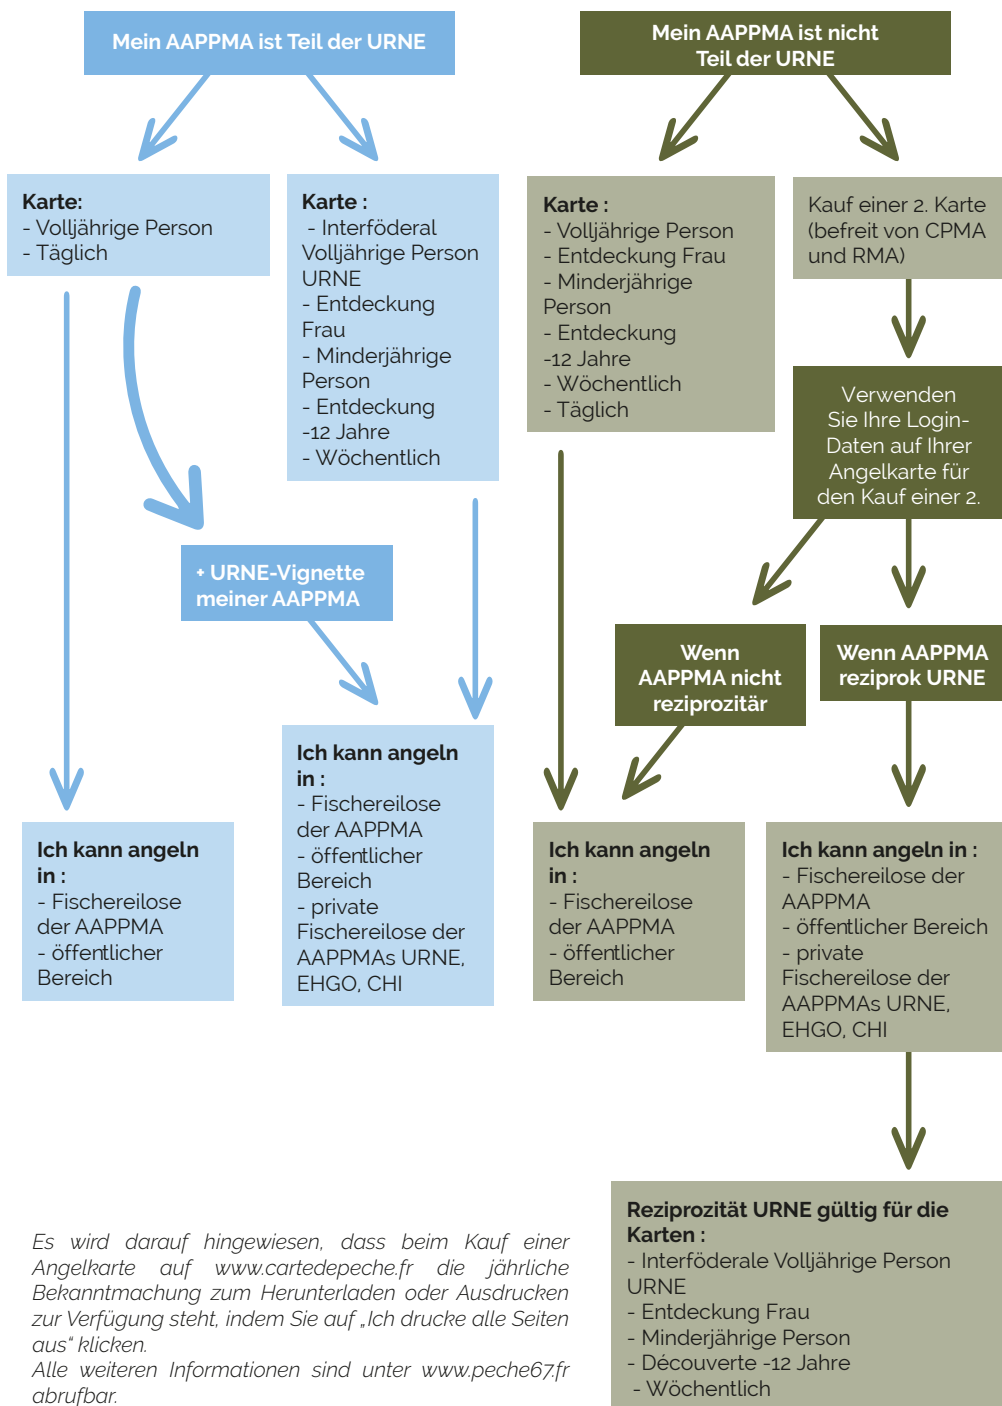 Mein AAPPMA ist Teil der URNE
Mein AAPPMA ist nicht
Teil der URNE
Karte:
- Volljährige Person
- Täglich
Karte :
- Interföderal
Volljährige Person
URNE
- Entdeckung
Frau
- Minderjährige
Person
- Entdeckung
-12 Jahre
- Wöchentlich
Karte :
- Volljährige Person
- Entdeckung Frau
- Minderjährige
Person
- Entdeckung
-12 Jahre
- Wöchentlich
- Täglich
Kauf einer 2. Karte
(befreit von CPMA
und RMA)
Verwenden
Sie Ihre Login-
Daten auf Ihrer
Angelkarte für
den Kauf einer 2.
+ URNE-Vignette
meiner AAPPMA
Wenn
AAPPMA nicht
reziprozitär
Wenn AAPPMA
reziprok URNE
Ich kann angeln
in :
- Fischereilose
der AAPPMA
- öffentlicher
Bereich
Ich kann angeln
in :
- Fischereilose
der AAPPMA
- öffentlicher
Bereich
- private
Fischereilose der
AAPPMAs URNE,
EHGO, CHI
Ich kann angeln
in :
- Fischereilose
der AAPPMA
- öffentlicher
Bereich
Ich kann angeln in :
- Fischereilose der
AAPPMA
- öffentlicher Bereich
- private
Fischereilose der
AAPPMAs URNE,
EHGO, CHI
Reziprozität URNE gültig für die
Karten :
- Interföderale Volljährige Person
URNE
- Entdeckung Frau
- Minderjährige Person
- Découverte -12 Jahre
- Wöchentlich
Es wird darauf hingewiesen, dass beim Kauf einer
Angelkarte auf www.cartedepeche.fr die jährliche
Bekanntmachung zum Herunterladen oder Ausdrucken
zur Verfügung steht, indem Sie auf „Ich drucke alle Seiten
aus“ klicken.
Alle weiteren Informationen sind unter www.peche67.fr
abrufbar.